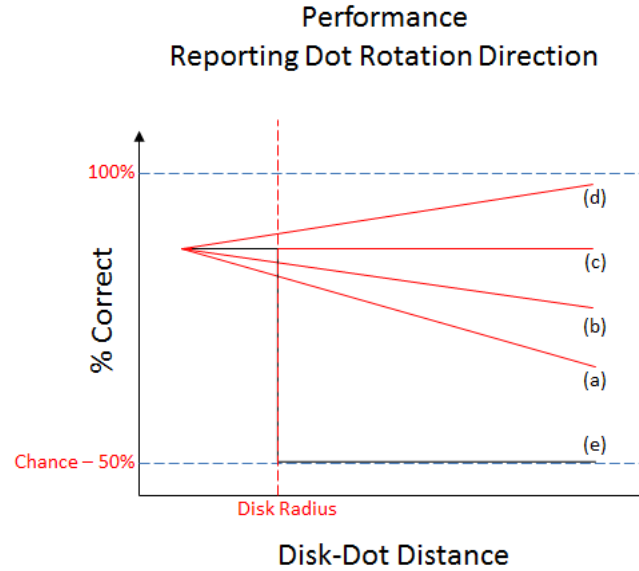 Performance
Reporting Dot Rotation Direction
100%
(d)
(c)
% Correct
(b)
(a)
(e)
Chance – 50%
Disk Radius
Disk-Dot Distance